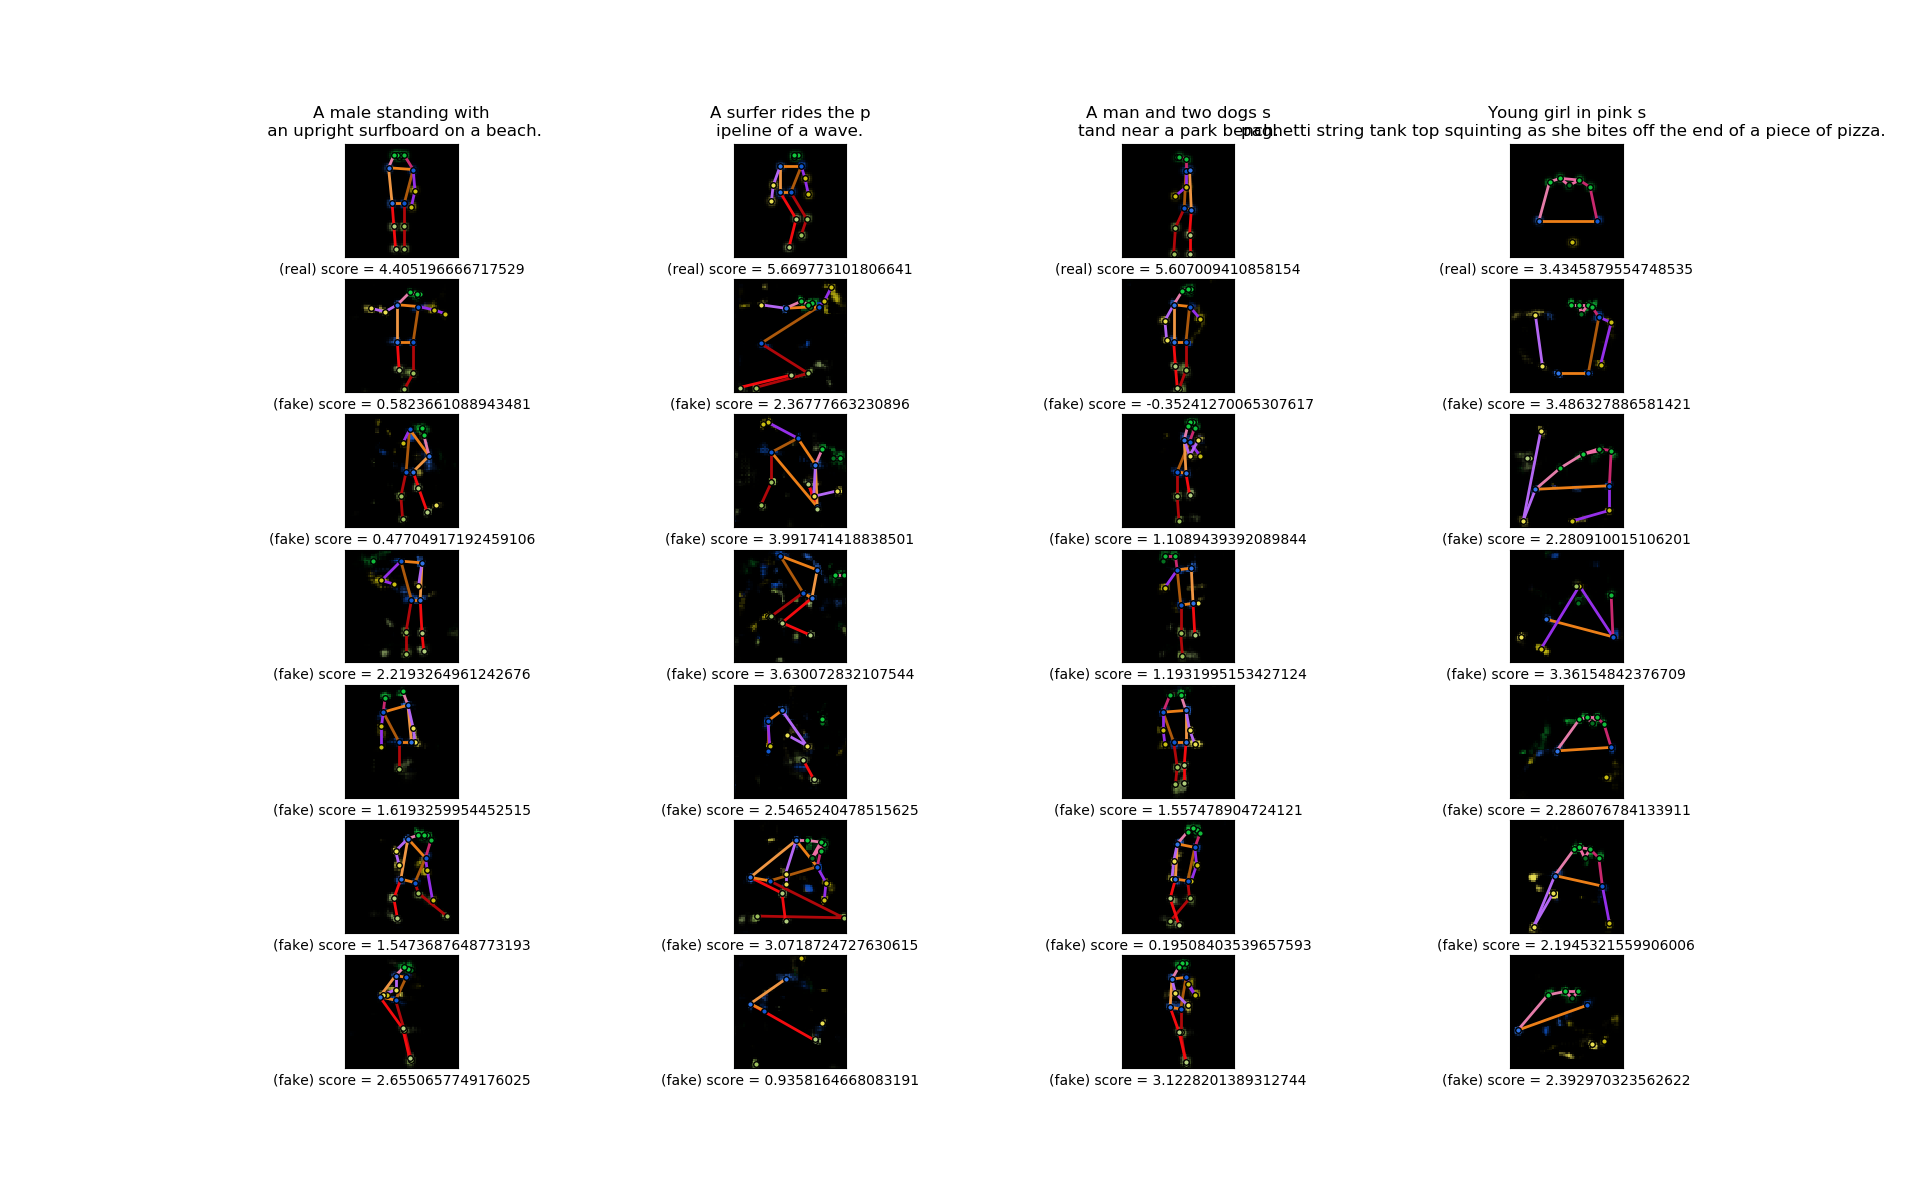 A male standing with
an upright surfboard on a beach.
A surfer rides the p
ipeline of a wave.
A man and two dogs s
tand near a park bench.
Young girl in pink s
paghetti string tank top squinting as she bites off the end of a piece of pizza.
(real) score = 4.405196666717529
(real) score = 5.669773101806641
(real) score = 5.607009410858154
(real) score = 3.4345879554748535
(fake) score = 0.5823661088943481
(fake) score = 2.36777663230896
(fake) score = -0.35241270065307617
(fake) score = 3.486327886581421
(fake) score = 0.47704917192459106
(fake) score = 3.991741418838501
(fake) score = 1.1089439392089844
(fake) score = 2.280910015106201
(fake) score = 2.2193264961242676
(fake) score = 3.630072832107544
(fake) score = 1.1931995153427124
(fake) score = 3.36154842376709
(fake) score = 1.6193259954452515
(fake) score = 2.5465240478515625
(fake) score = 1.557478904724121
(fake) score = 2.286076784133911
(fake) score = 1.5473687648773193
(fake) score = 3.0718724727630615
(fake) score = 0.19508403539657593
(fake) score = 2.1945321559906006
(fake) score = 2.6550657749176025
(fake) score = 0.9358164668083191
(fake) score = 3.1228201389312744
(fake) score = 2.392970323562622